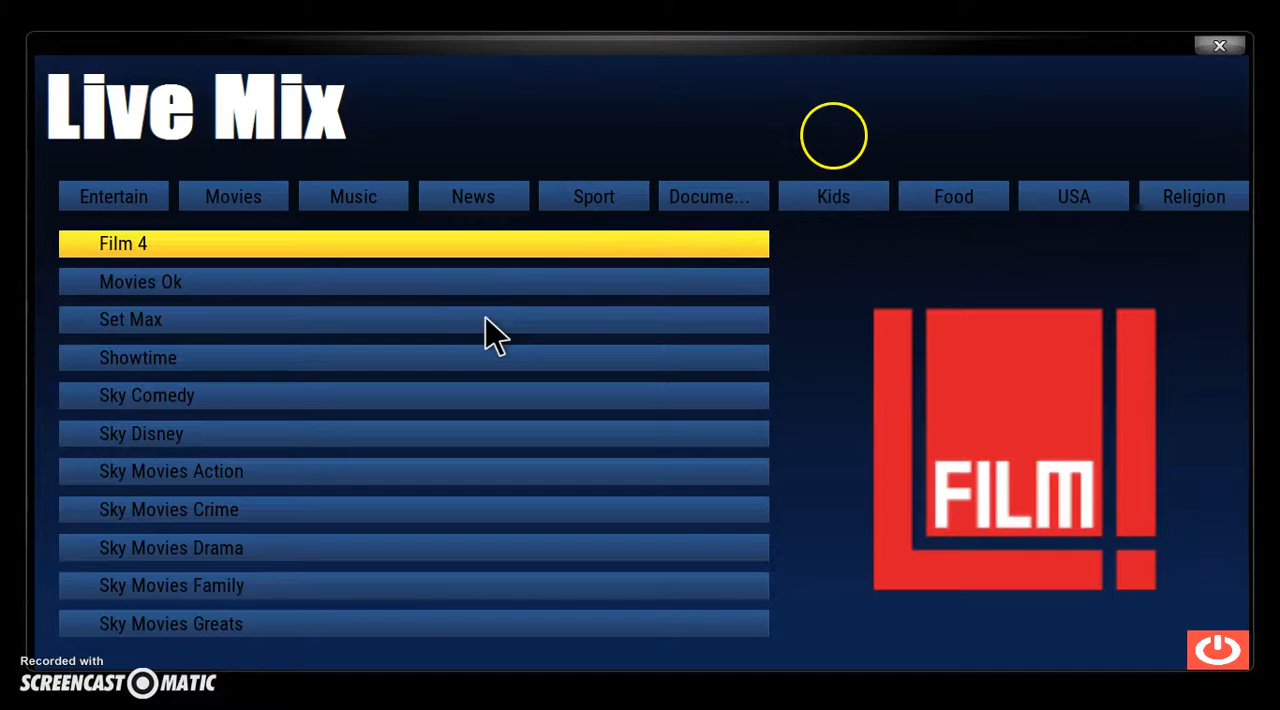 Live Mix
Entertain
Movies
Music
News
Sport
Docume...
Kids
Food
USA
Religion
Film 4
Movies Ok
Set Max
Showtime
Sky Comedy
Sky Disney
Sky Movies Action
Sky Movies Crime
Sky Movies Drama
Sky Movies Family
Sky Movies Greats
FILM
Recorded with
SCREENCAST MATIC